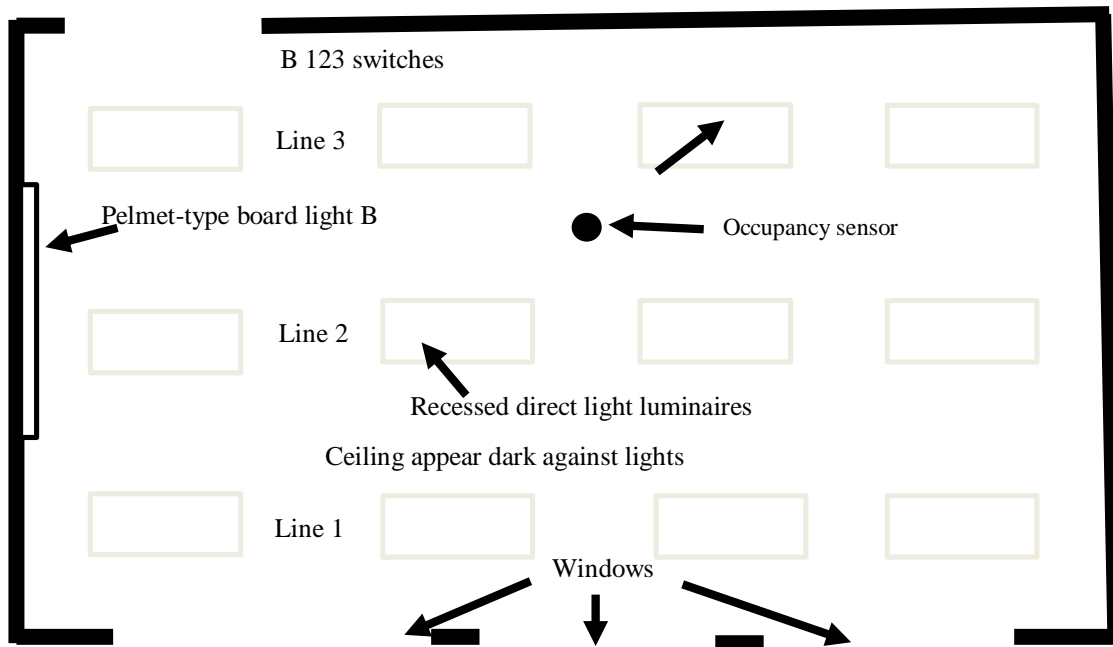 B 123 switches
Line 3
Pelmet-type board light B
Occupancy sensor
Line 2
Recessed direct light luminaires
Ceiling appear dark against lights
Line 1
Windows